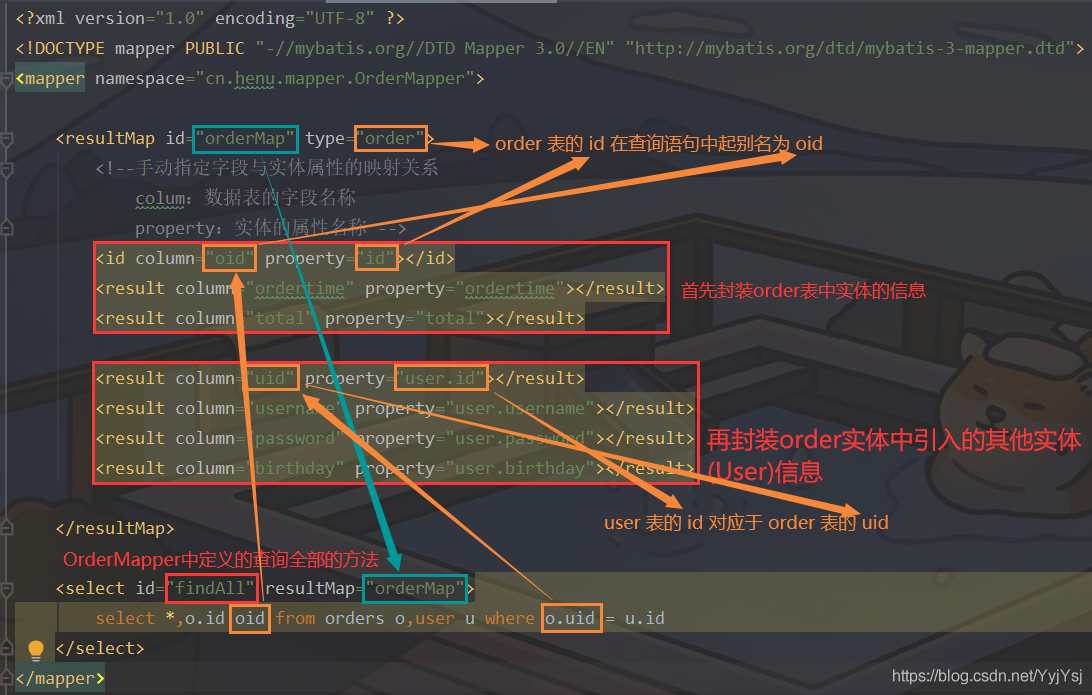 <?xml version="1.0" encoding="UTF-8" ?>
<!DOCTYPE mapper PUBLIC "-//mybatis.org//DTD Mapper 3.0//EN" "http://mybatis.org/dtd/mybatis-3-mapper.dtd">
<mapper namespace="cn.henu.mapper.OrderMapper">
<resultMap id="orderMap" type="order">
order 表的 id 在查询语句中起别名为 oid
<!--手动指定字段与实体属性的映射关系
colum: 数据表的字段名称
property: 实体的属性名称 -->
<id column="oid" property="id"></id>
<result column="ordertime" property="ordertime"></result>
首先封装order表中实体的信息
<result column="total" property="total"></result>
<result column="uid" property="user.id"></result>
<result column="username" property="user.username"></result>
<result column="password" property="user.password"></result>
<result column="birthday" property="user.birthday"></result>
再封装order实体中引入的其他实体
(User)信息
user 表的 id 对应于 order 表的 uid
</resultMap>
OrderMapper中定义的查询全部的方法
<select id="findAll" resultMap="orderMap">
select *,o.id oid from orders o,user u where o.uid = u.id
</select>
</mapper>
https://blog.csdn.net/YyjYsj